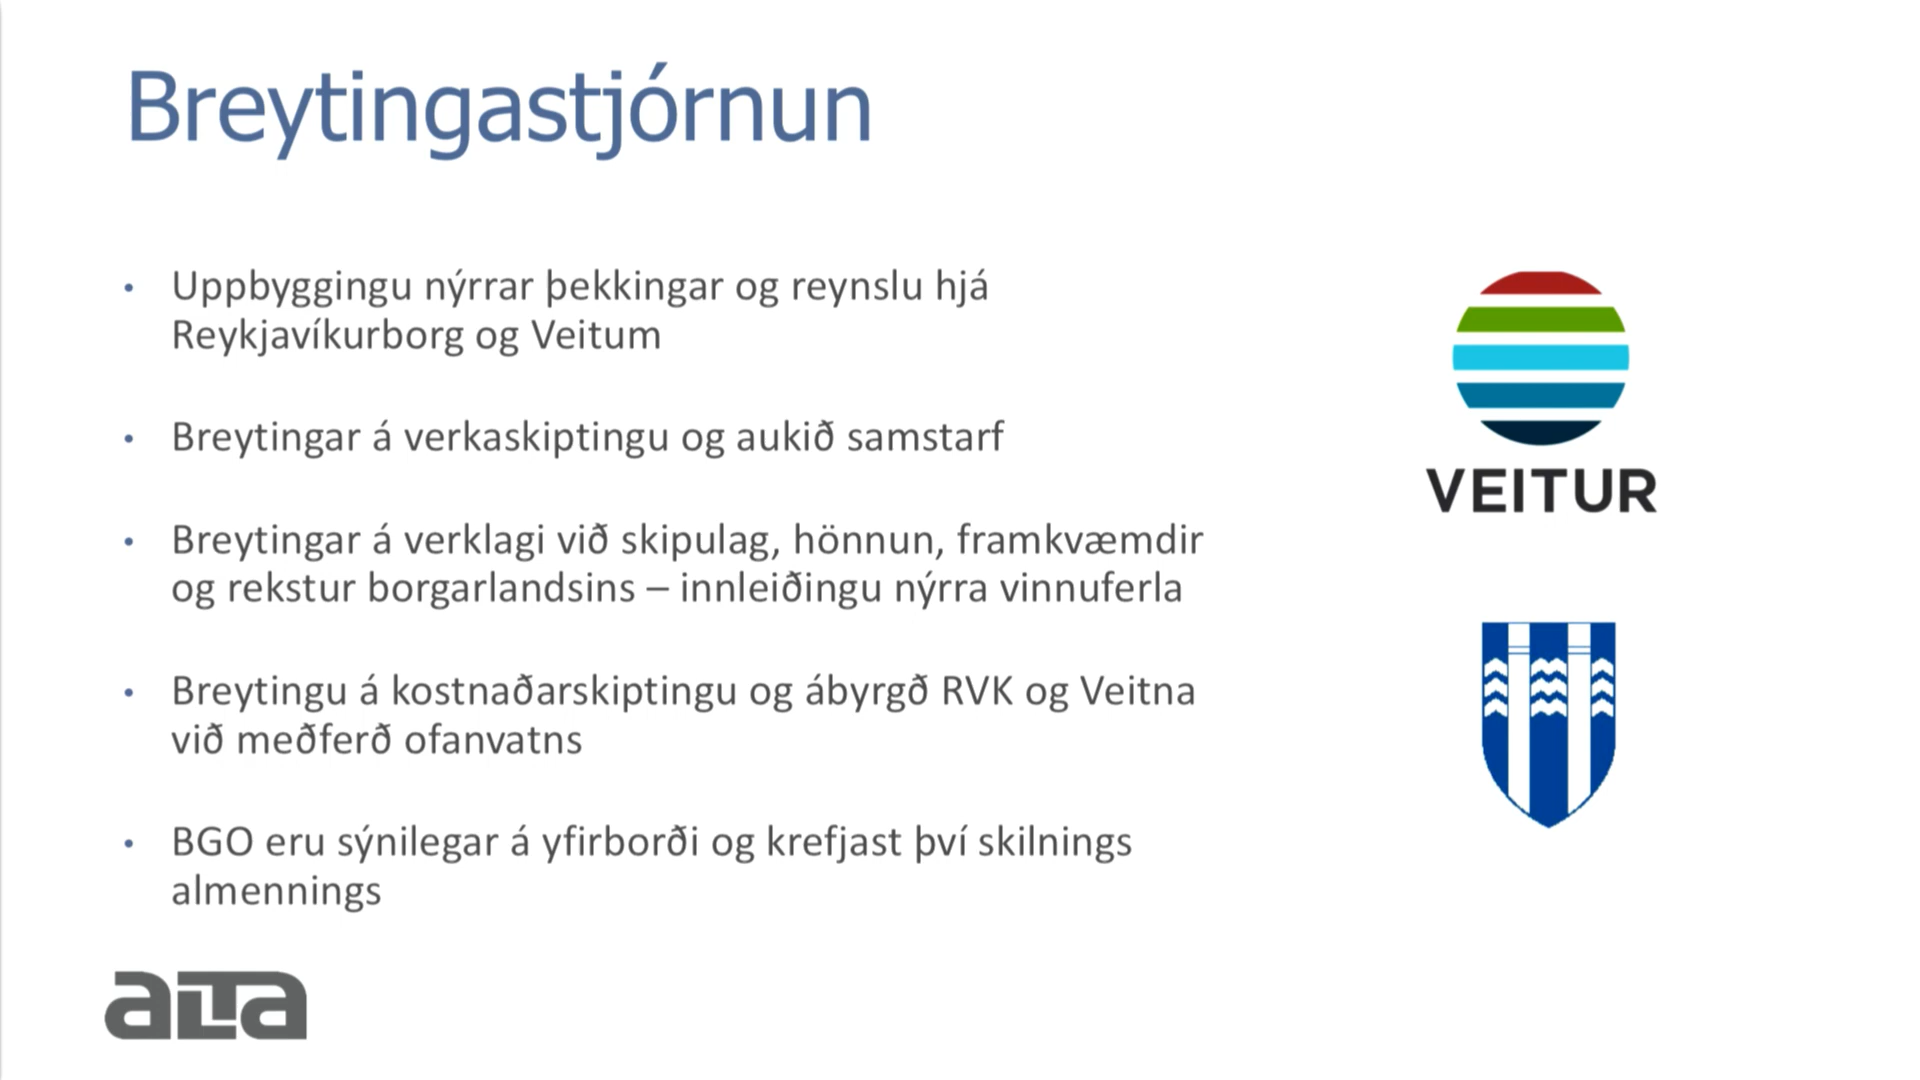 Breytingastjórnun
• Uppbyggingu nýrrar þekkingar og reynslu hjá
Reykjavíkurborg og Veitum
• Breytingar á verkaskiptingu og aukið samstarf
• Breytingar á verklagi við skipulag, hönnun, framkvæmdir
og rekstur borgarlandsins – innleiðingu nýrra vinnuferla
• Breytingu á kostnaðarskiptingu og ábyrgð RVK og Veitna
við meðferð ofanvatns
• BGO eru sýnilegar á yfirborði og krefjast því skilnings
almennings
VEITUR
aLTa